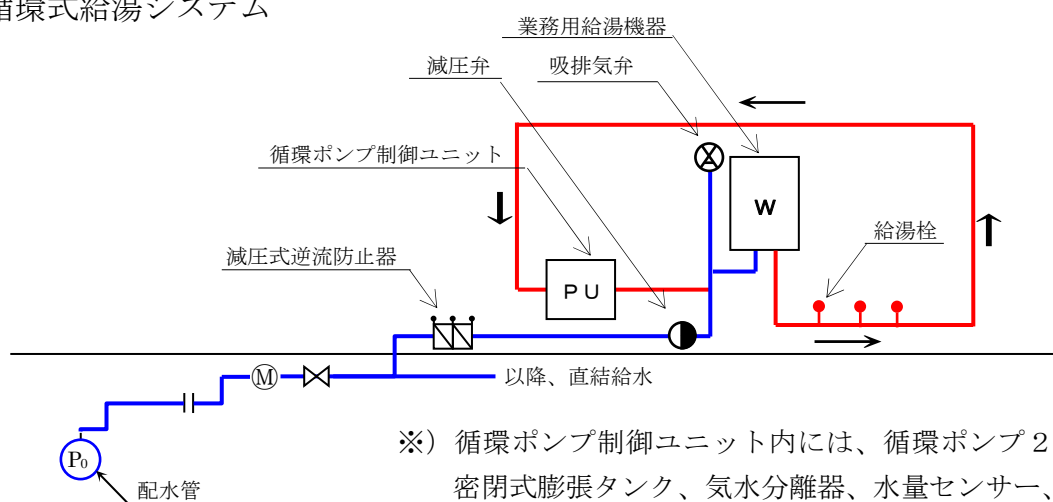 循環式給湯システム
業務用給湯機器
減圧弁
吸排気弁
循環ポンプ制御ユニット
W
給湯栓
減圧式逆流防止器
PU
M
以降、直結給水
P₀
配水管
※）循環ポンプ制御ユニット内には、循環ポンプ２
密閉式膨張タンク、気水分離器、水量センサー、